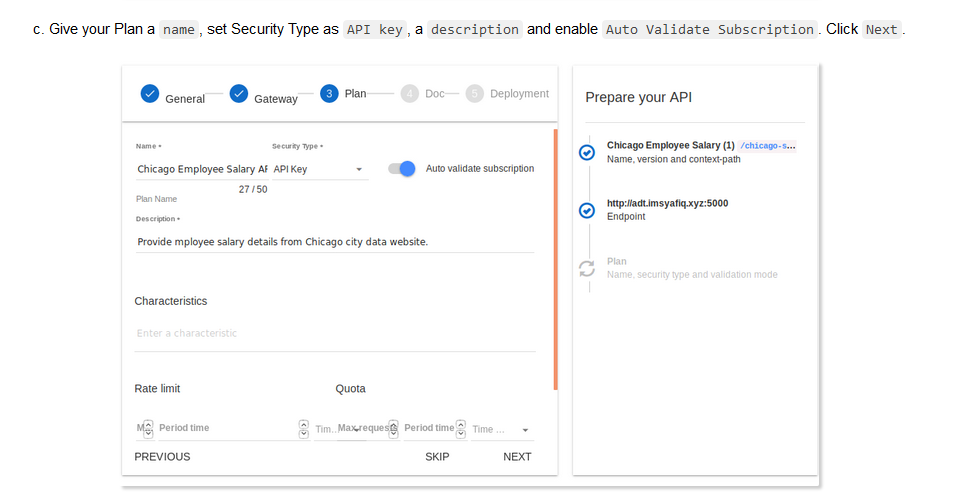 c. Give your Plan a name, set Security Type as API key, a description and enable Auto Validate Subscription. Click Next.
General Gateway 3 Plan 4 Doc 5 Deployment
Name * Security Type *
Chicago Employee Salary AP API Key Auto validate subscription
27 / 50
Plan Name
Description *
Provide mployee salary details from Chicago city data website.
Characteristics
Enter a characteristic
Rate limit Quota
Period time Tim... Max requests Period time Time ...
PREVIOUS SKIP NEXT
Prepare your API
Chicago Employee Salary (1) /chicago-s...
Name, version and context-path
http://adt.imsyafiq.xyz:5000
Endpoint
Plan
Name, security type and validation mode